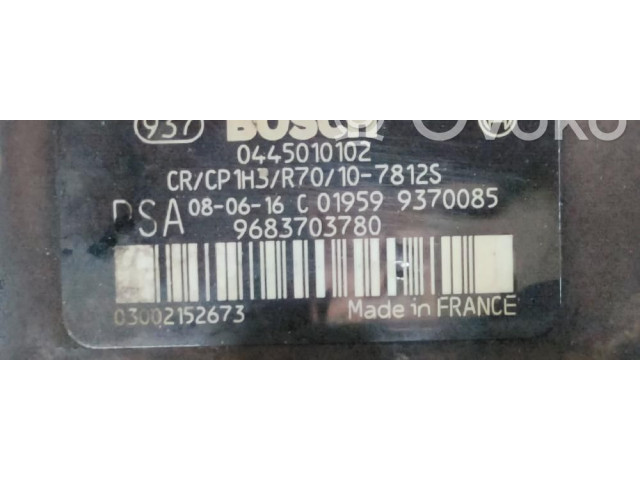 937 BOSCH
0445010102
CR/CP1H3/R70/10-7812S
PSA 08-06-16 C 01959 9370085
9683703780
03002152673 Made in FRANCE